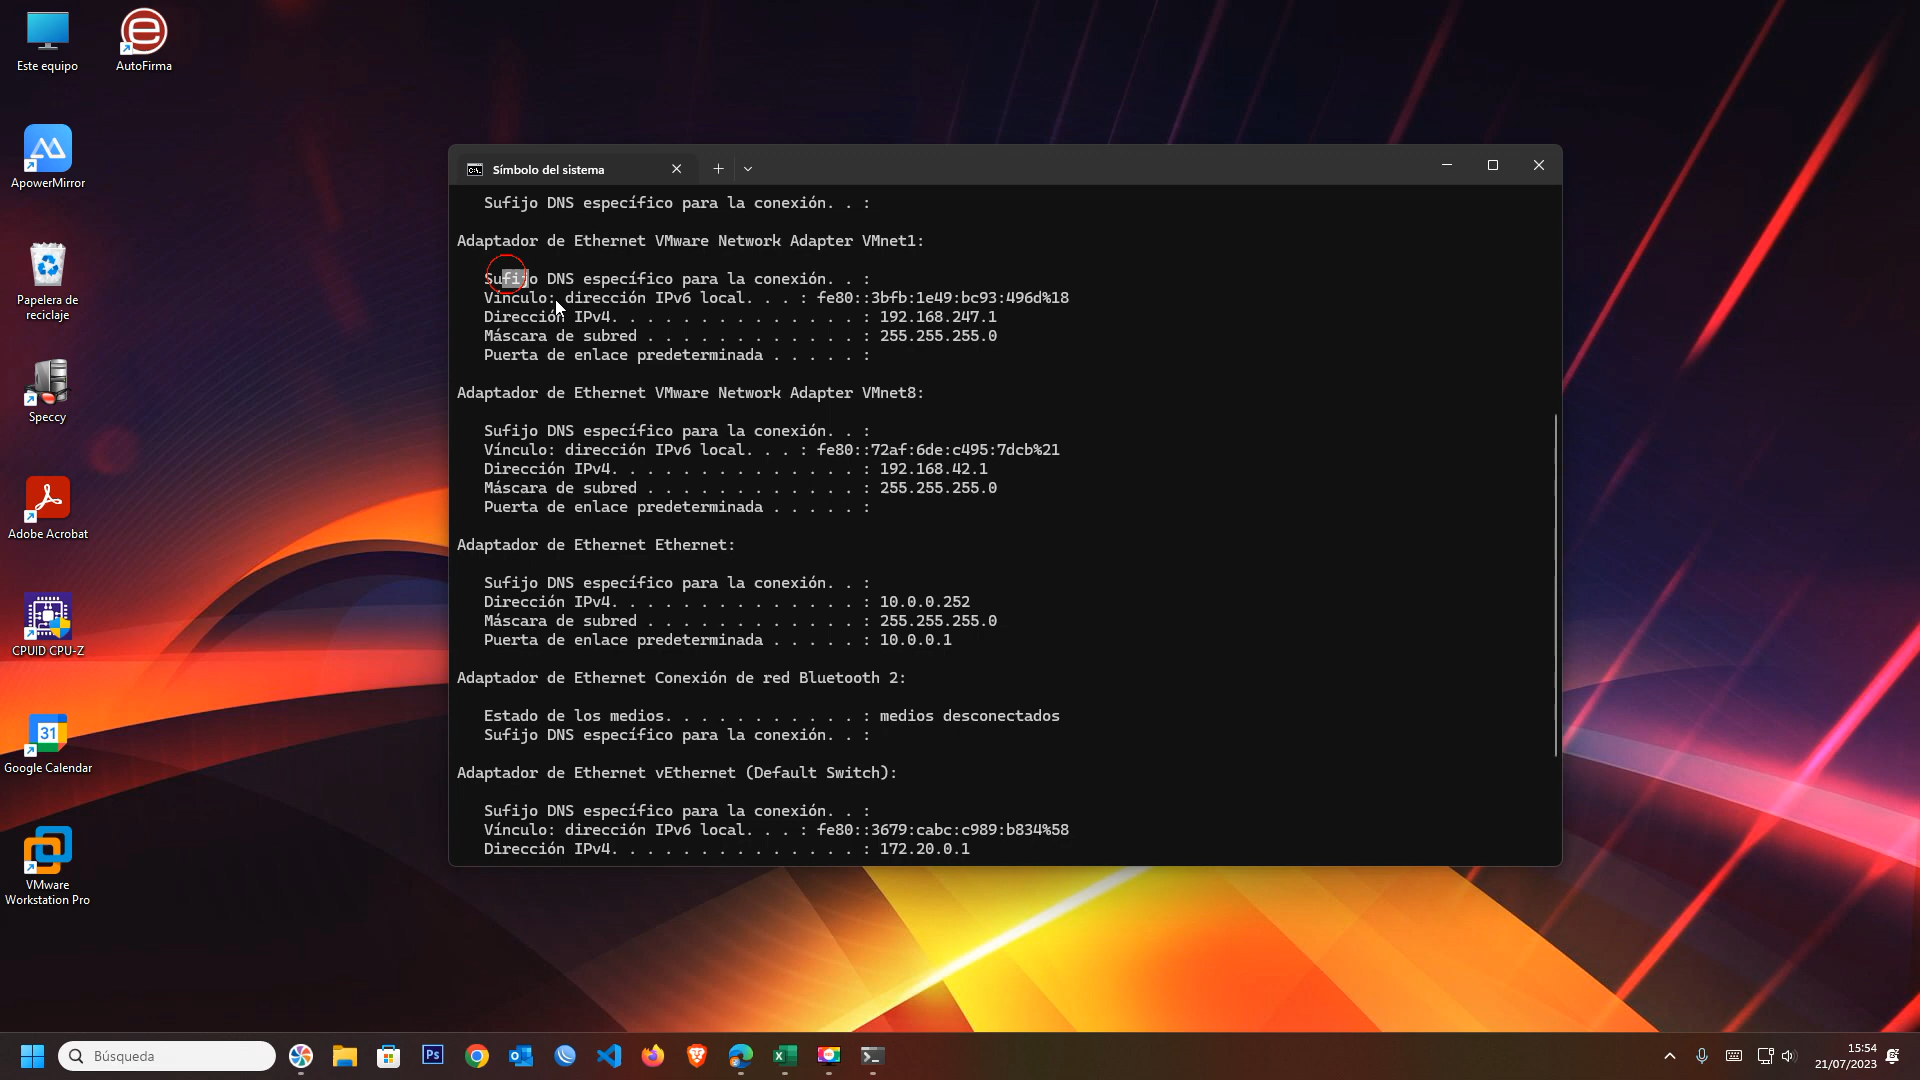 Este equipo
AutoFirma
ApowerMirror
Papelera de
reciclaje
Speccy
Adobe Acrobat
CPUID CPU-Z
31
Google Calendar
VMware
Workstation Pro
Símbolo del sistema
Sufijo DNS específico para la conexión. . :
Adaptador de Ethernet VMware Network Adapter VMnet1:
Sufijo DNS específico para la conexión. . :
Vínculo: dirección IPv6 local. . . : fe80::3bfb:1e49:bc93:496d%18
Dirección IPv4. . . . . . . . . . . . . . : 192.168.247.1
Máscara de subred . . . . . . . . . . . . : 255.255.255.0
Puerta de enlace predeterminada . . . . . :
Adaptador de Ethernet VMware Network Adapter VMnet8:
Sufijo DNS específico para la conexión. . :
Vínculo: dirección IPv6 local. . . : fe80::72af:6de:c495:7dcb%21
Dirección IPv4. . . . . . . . . . . . . . : 192.168.42.1
Máscara de subred . . . . . . . . . . . . : 255.255.255.0
Puerta de enlace predeterminada . . . . . :
Adaptador de Ethernet Ethernet:
Sufijo DNS específico para la conexión. . :
Dirección IPv4. . . . . . . . . . . . . . : 10.0.0.252
Máscara de subred . . . . . . . . . . . . : 255.255.255.0
Puerta de enlace predeterminada . . . . . : 10.0.0.1
Adaptador de Ethernet Conexión de red Bluetooth 2:
Estado de los medios. . . . . . . . . . . : medios desconectados
Sufijo DNS específico para la conexión. . :
Adaptador de Ethernet vEthernet (Default Switch):
Sufijo DNS específico para la conexión. . :
Vínculo: dirección IPv6 local. . . : fe80::3679:cabc:c989:b834%58
Dirección IPv4. . . . . . . . . . . . . . : 172.20.0.1
Búsqueda
Ps
15:54
21/07/2023